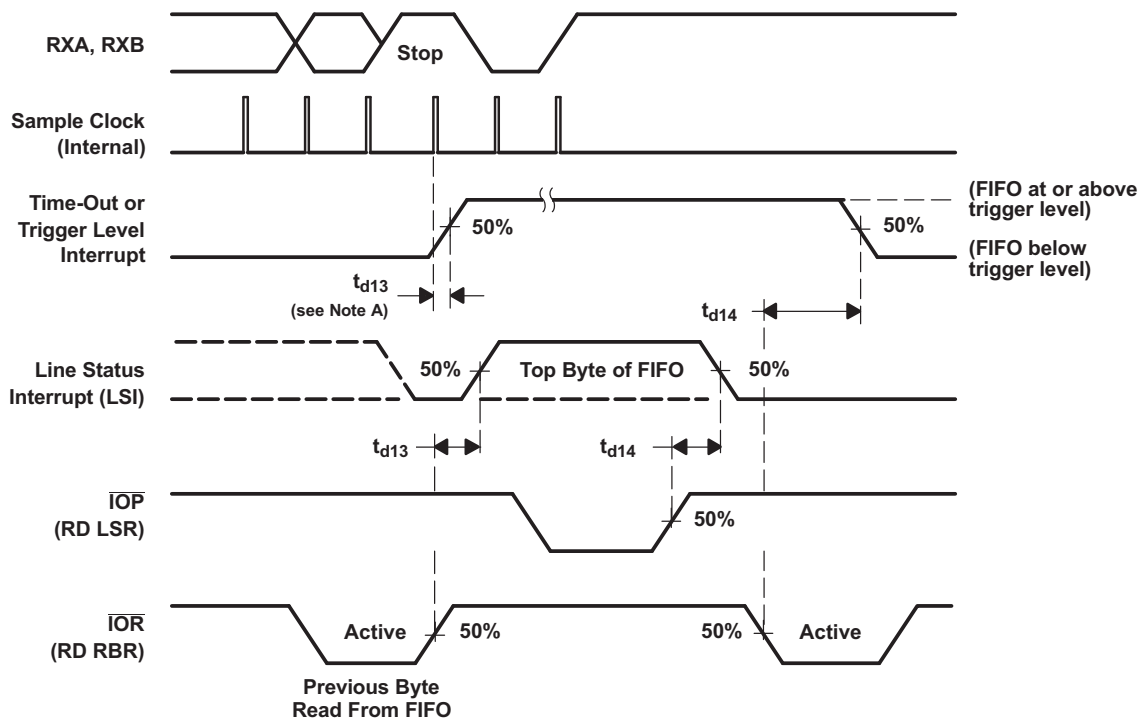 RXA, RXB
Stop
Sample Clock
(Internal)
Time-Out or
Trigger Level
Interrupt
50%
50%
(FIFO at or above
trigger level)
(FIFO below
trigger level)
td13
(see Note A)
td14
Line Status
Interrupt (LSI)
50%
Top Byte of FIFO
50%
td13
td14
IOP
(RD LSR)
50%
IOR
(RD RBR)
Active
50%
50%
Active
Previous Byte
Read From FIFO